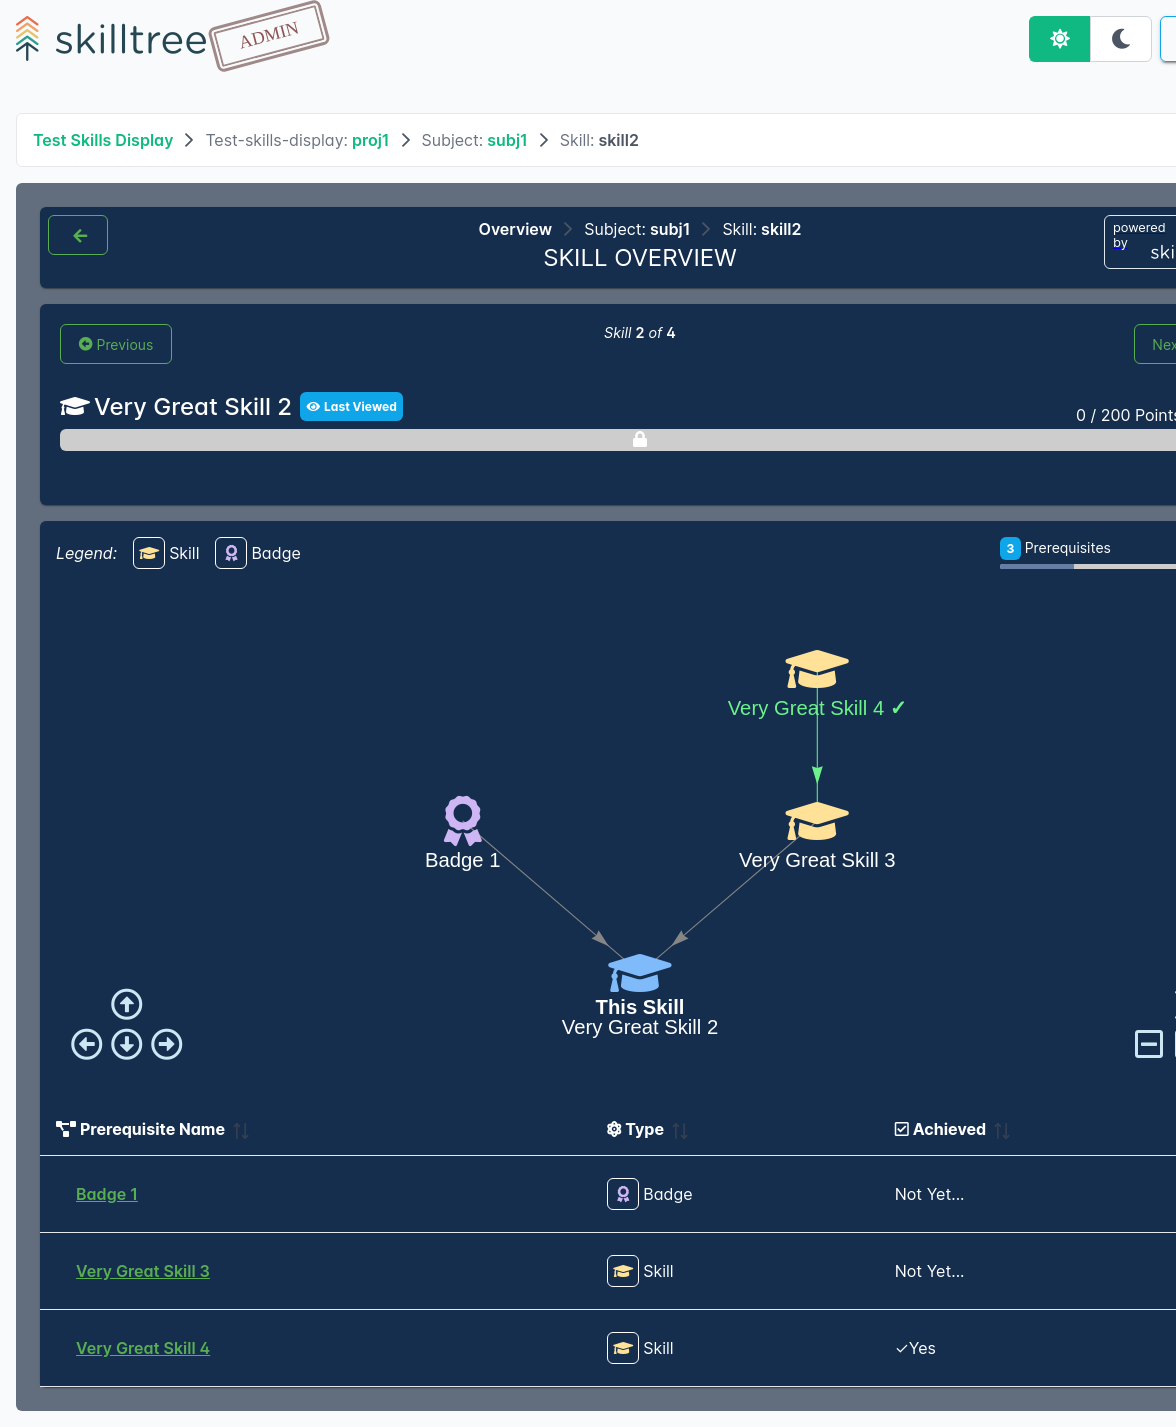 skilltree ADMIN
Test Skills Display > Test-skills-display: proj1 > Subject: subj1 > Skill: skill2
Overview > Subject: subj1 > Skill: skill2
SKILL OVERVIEW
powered
by
ski
Previous
Skill 2 of 4
Nex
Very Great Skill 2
Last Viewed
0 / 200 Points
Legend: Skill Badge
3 Prerequisites
Very Great Skill 4 ✓
Badge 1
Very Great Skill 3
This Skill
Very Great Skill 2
Prerequisite Name Type Achieved
Badge 1 Badge Not Yet...
Very Great Skill 3 Skill Not Yet...
Very Great Skill 4 Skill ✓Yes